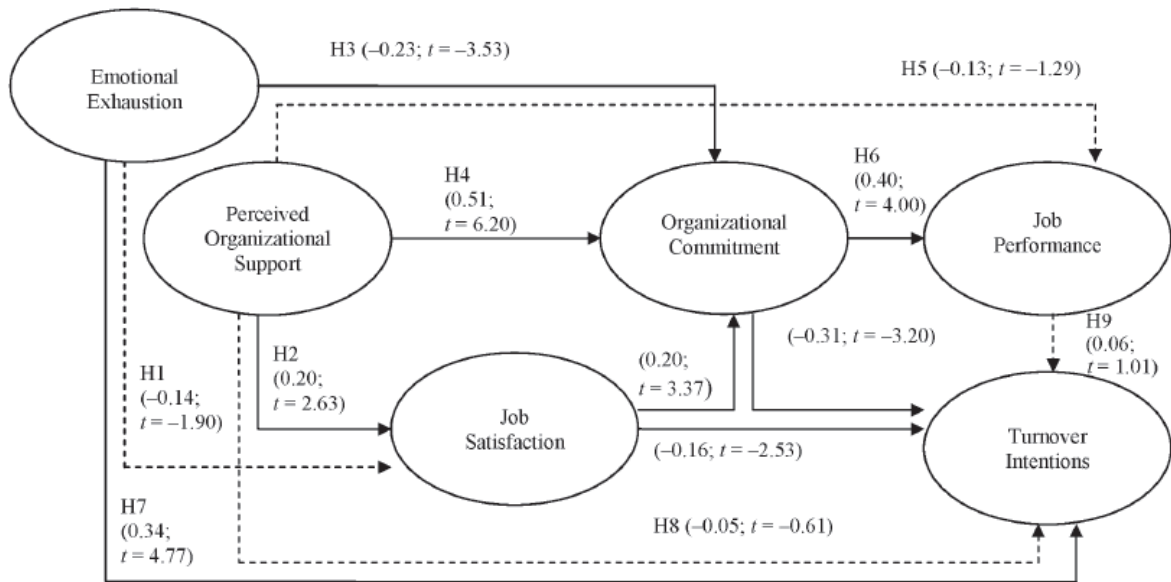 H3 (–0.23; t = –3.53)
H5 (–0.13; t = –1.29)
Emotional
Exhaustion
H4
(0.51;
t = 6.20)
H6
(0.40;
t = 4.00)
Perceived
Organizational
Support
Organizational
Commitment
Job
Performance
H2
(0.20;
t = 2.63)
(0.20;
t = 3.37)
(–0.31; t = –3.20)
H9
(0.06;
t = 1.01)
H1
(–0.14;
t = –1.90)
Job
Satisfaction
(–0.16; t = –2.53)
Turnover
Intentions
H7
(0.34;
t = 4.77)
H8 (–0.05; t = –0.61)